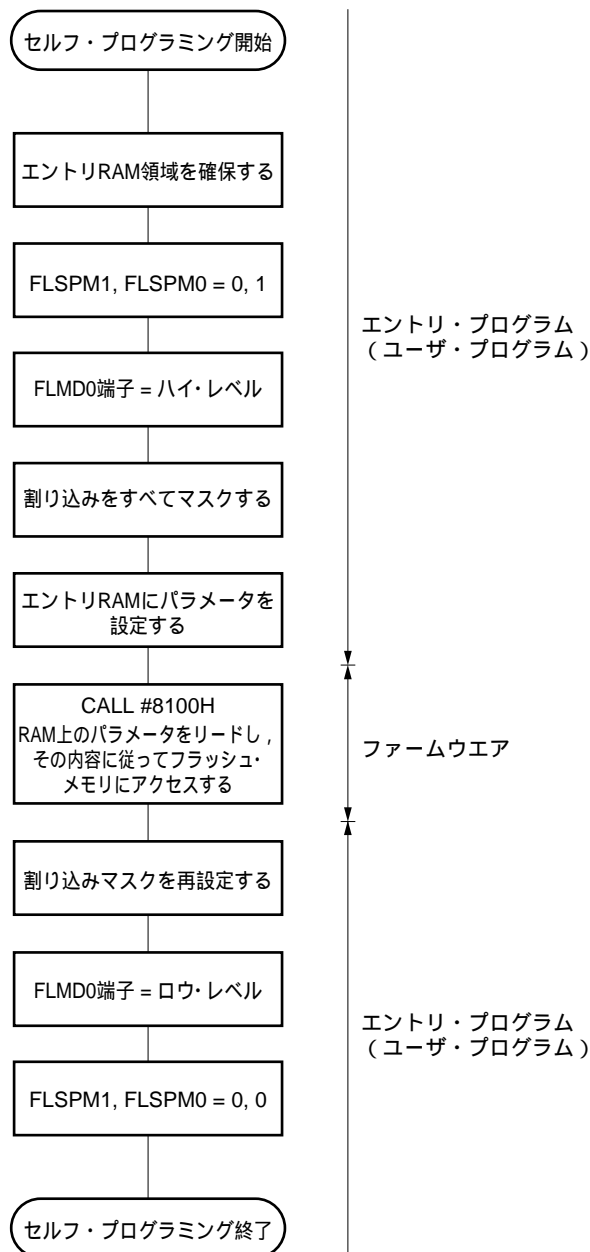 セルフ・プログラミング開始
エントリRAM領域を確保する
FLSPM1, FLSPM0 = 0, 1
FLMD0端子 = ハイ・レベル
割り込みをすべてマスクする
エントリRAMにパラメータを
設定する
エントリ・プログラム
（ユーザ・プログラム）
CALL #8100H
RAM上のパラメータをリードし，
その内容に従ってフラッシュ・
メモリにアクセスする
ファームウエア
割り込みマスクを再設定する
FLMD0端子 = ロウ・レベル
FLSPM1, FLSPM0 = 0, 0
セルフ・プログラミング終了
エントリ・プログラム
（ユーザ・プログラム）